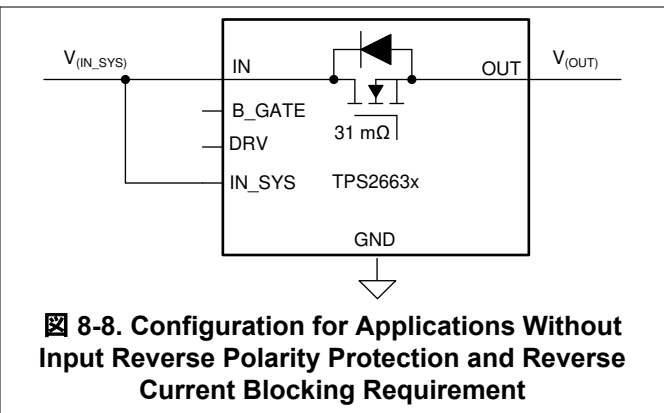 V(IN_SYS)
IN
OUT
V(OUT)
B_GATE
31 mΩ
DRV
IN_SYS
TPS2663x
GND
図 8-8. Configuration for Applications Without
Input Reverse Polarity Protection and Reverse
Current Blocking Requirement